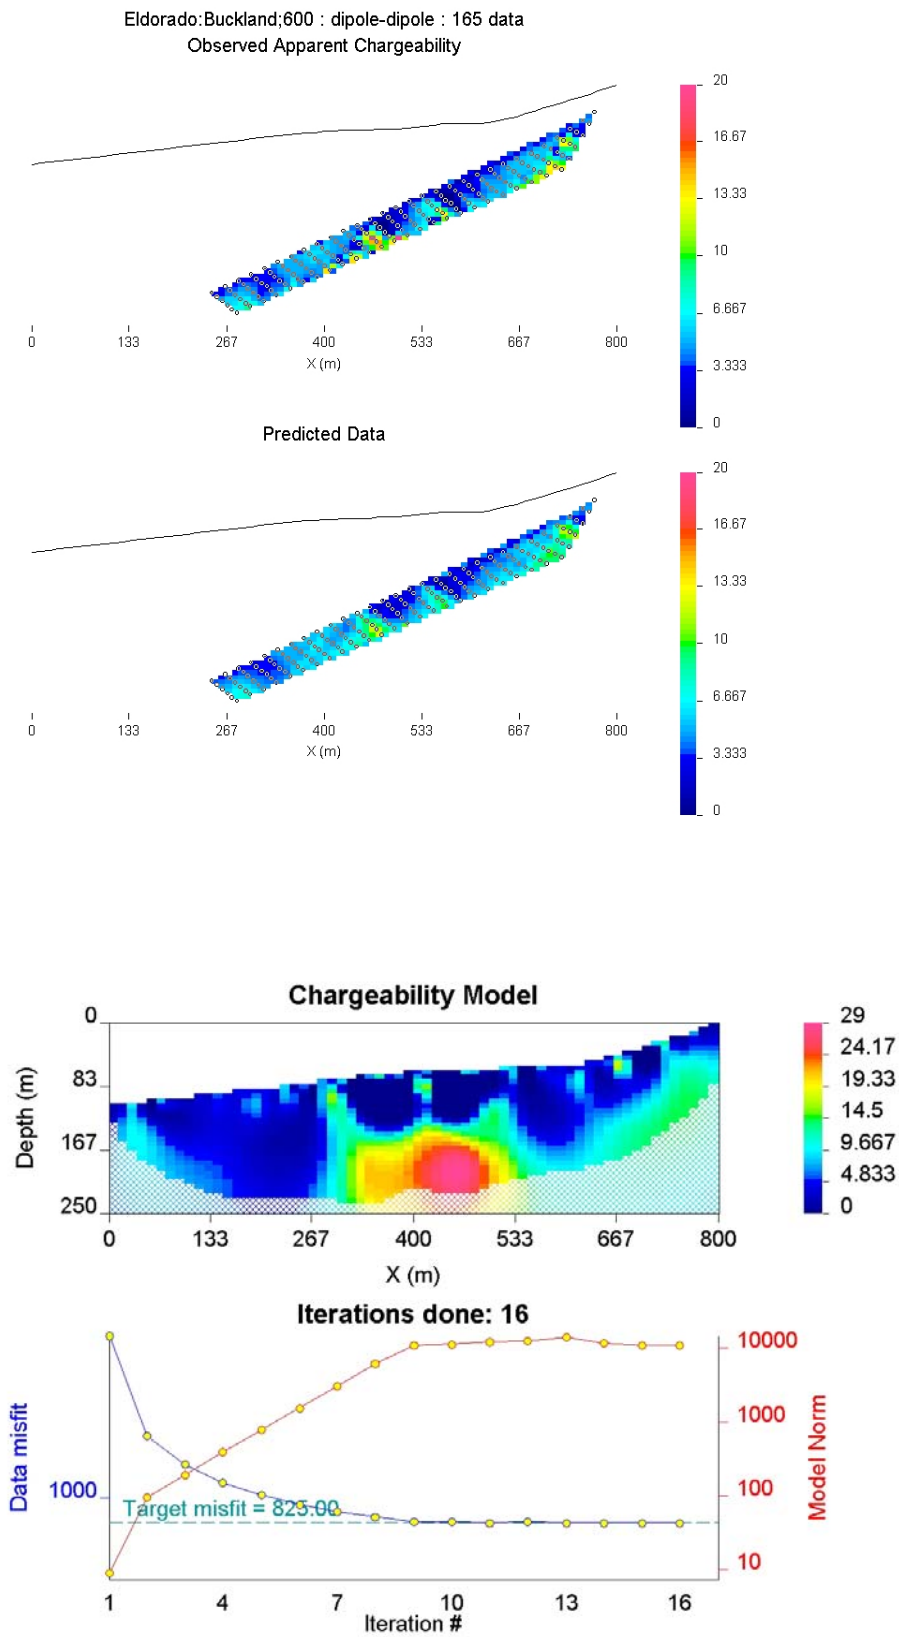 Eldorado:Buckland;600 : dipole-dipole : 165 data
Observed Apparent Chargeability
20
16.67
13.33
10
6.667
3.333
0
0 133 267 400 533 667 800
X (m)
Predicted Data
20
16.67
13.33
10
6.667
3.333
0
0 133 267 400 533 667 800
X (m)
Chargeability Model
0
83
167
250
Depth (m)
0 133 267 400 533 667 800
X (m)
29
24.17
19.33
14.5
9.667
4.833
0
Iterations done: 16
Data misfit
1000
Target misfit = 825.00
10000
1000
100
10
Model Norm
1 4 7 10 13 16
Iteration #